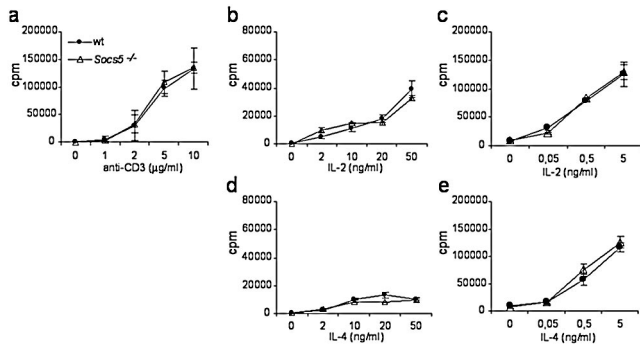 a
b
c
200000
150000
100000
50000
0
cpm
wt
Socs5 -/-
0 1 2 5 10
anti-CD3 (µg/ml)
80000
60000
40000
20000
0
cpm
0 2 10 20 50
IL-2 (ng/ml)
200000
150000
100000
50000
0
cpm
0 0,05 0,5 5
IL-2 (ng/ml)
d
e
80000
60000
40000
20000
0
cpm
0 2 10 20 50
IL-4 (ng/ml)
200000
150000
100000
50000
0
cpm
0 0,05 0,5 5
IL-4 (ng/ml)